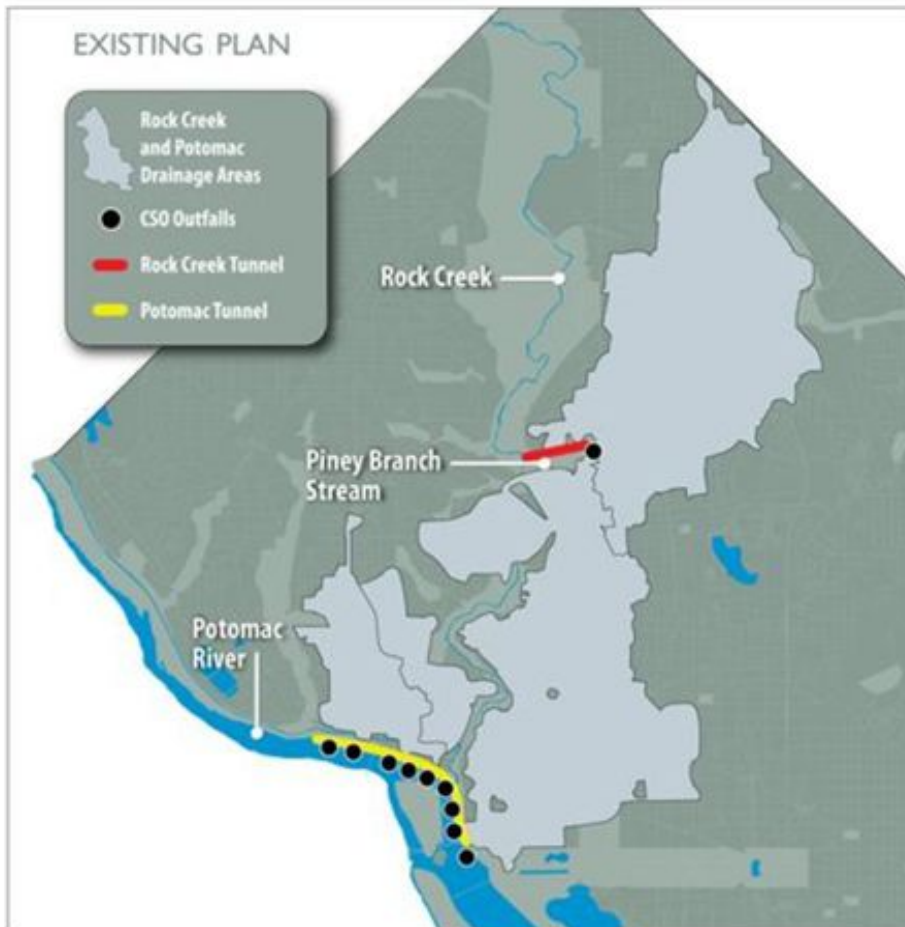 EXISTING PLAN
Rock Creek
and Potomac
Drainage Areas
CSO Outfalls
Rock Creek Tunnel
Potomac Tunnel
Rock Creek
Piney Branch
Stream
Potomac
River